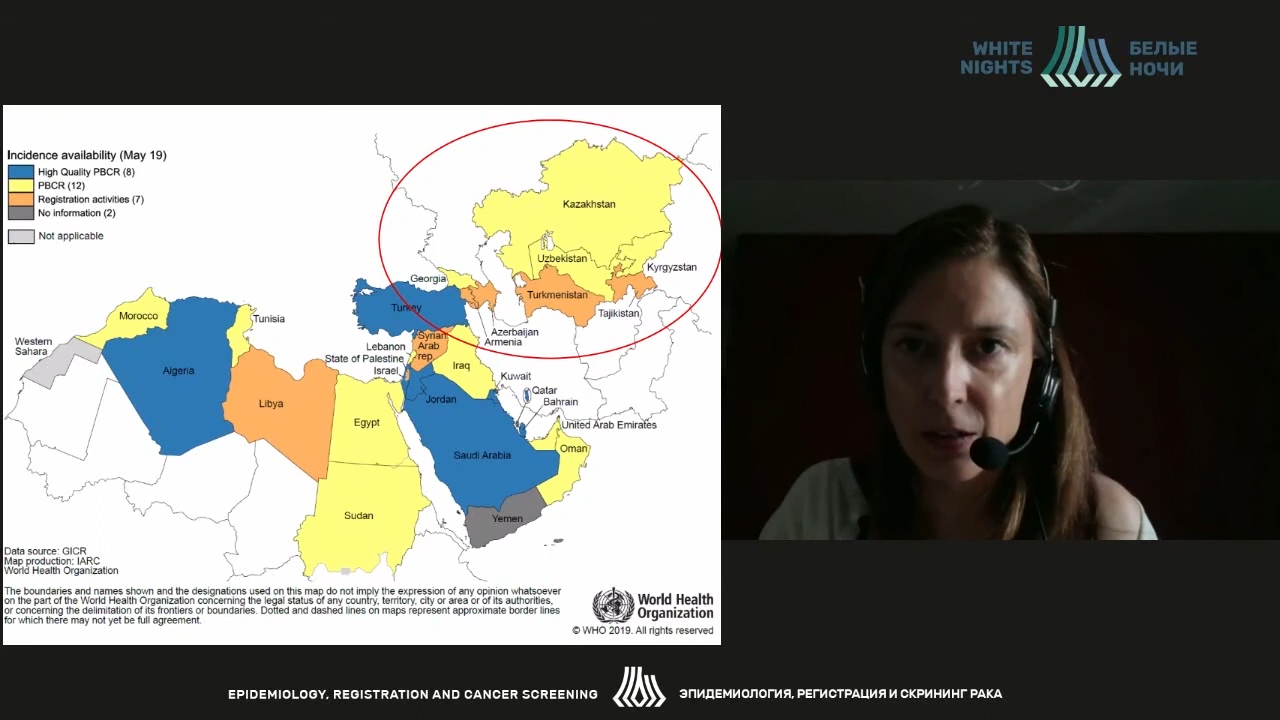 WHITE
NIGHTS
БЕЛЫЕ
НОЧИ
Incidence availability (May 19)
High Quality PBCR (8)
PBCR (12)
Registration activities (7)
No information (2)
Not applicable
Kazakhstan
Uzbekistan
Kyrgyzstan
Georgia
Turkmenistan
Turkey
Tajikistan
Azerbaijan
Armenia
Morocco
Tunisia
Western
Sahara
Lebanon
State of Palestine
Israel
Syrian
Arab
rep.
Iraq
Algeria
Kuwait
Qatar
Bahrain
Jordan
Libya
Egypt
United Arab Emirates
Oman
Saudi Arabia
Sudan
Yemen
Data source: GICR
Map production: IARC
World Health Organization
The boundaries and names shown and the designations used on this map do not imply the expression of any opinion whatsoever
on the part of the World Health Organization concerning the legal status of any country, territory, city or area or of its authorities,
or concerning the delimitation of its frontiers or boundaries. Dotted and dashed lines on maps represent approximate border lines
for which there may not yet be full agreement.
World Health
Organization
© WHO 2019. All rights reserved
EPIDEMIOLOGY, REGISTRATION AND CANCER SCREENING
ЭПИДЕМИОЛОГИЯ, РЕГИСТРАЦИЯ И СКРИНИНГ РАКА